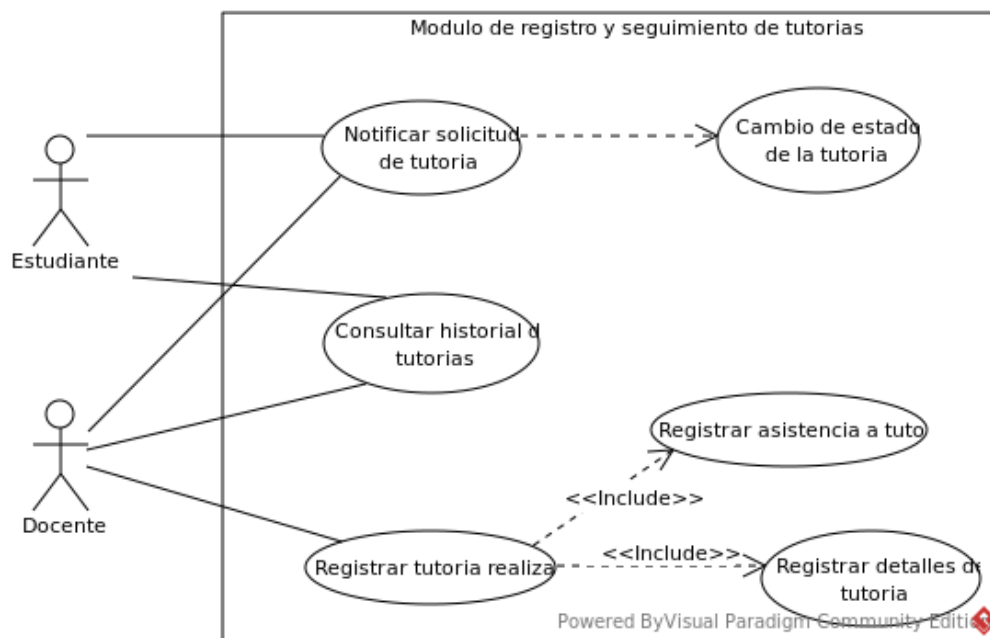 Modulo de registro y seguimiento de tutorias
Notificar solicitud
de tutoria
Cambio de estado
de la tutoria
Estudiante
Consultar historial d
tutorias
Registrar asistencia a tuto
<<Include>>
Docente
<<Include>>
Registrar tutoria realiza
Registrar detalles de
tutoria
Powered ByVisual Paradigm Community Editio